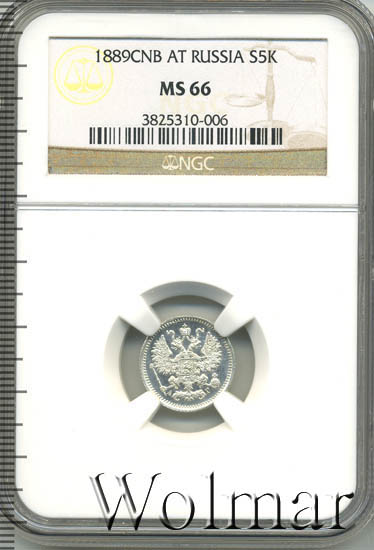 1889CNB AT RUSSIA S5K
MS 66
3825310-006
NGC
Wolmar